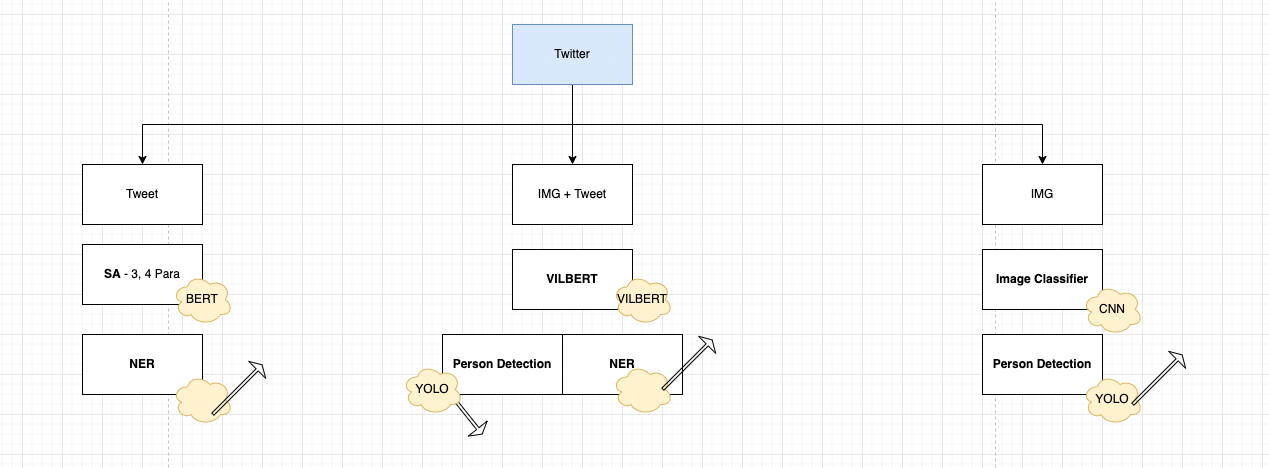 Twitter
Tweet
IMG + Tweet
IMG
SA - 3, 4 Para
BERT
VILBERT
VILBERT
Image Classifier
CNN
NER
Person Detection
NER
YOLO
Person Detection
YOLO